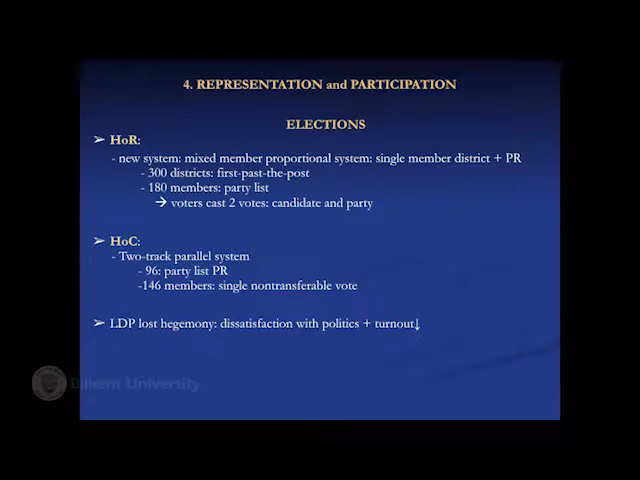 4. REPRESENTATION and PARTICIPATION
ELECTIONS
➢ HoR:
- new system: mixed member proportional system: single member district + PR
- 300 districts: first-past-the-post
- 180 members: party list
→ voters cast 2 votes: candidate and party
➢ HoC:
- Two-track parallel system
- 96: party list PR
-146 members: single nontransferable vote
➢ LDP lost hegemony: dissatisfaction with politics + turnout↓
Bilkent University